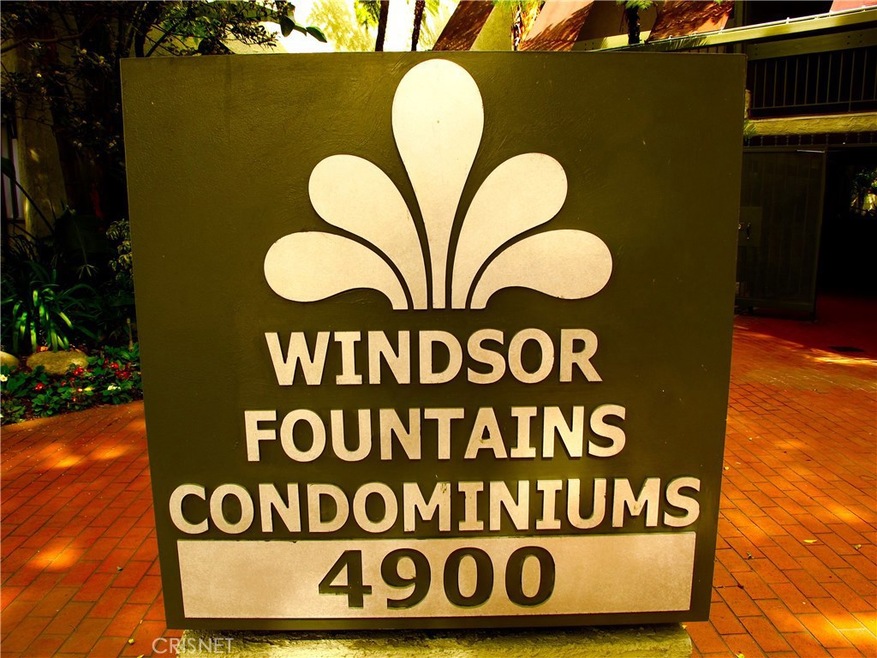 WINDSOR
FOUNTAINS
CONDOMINIUMS
4900
CRISNET